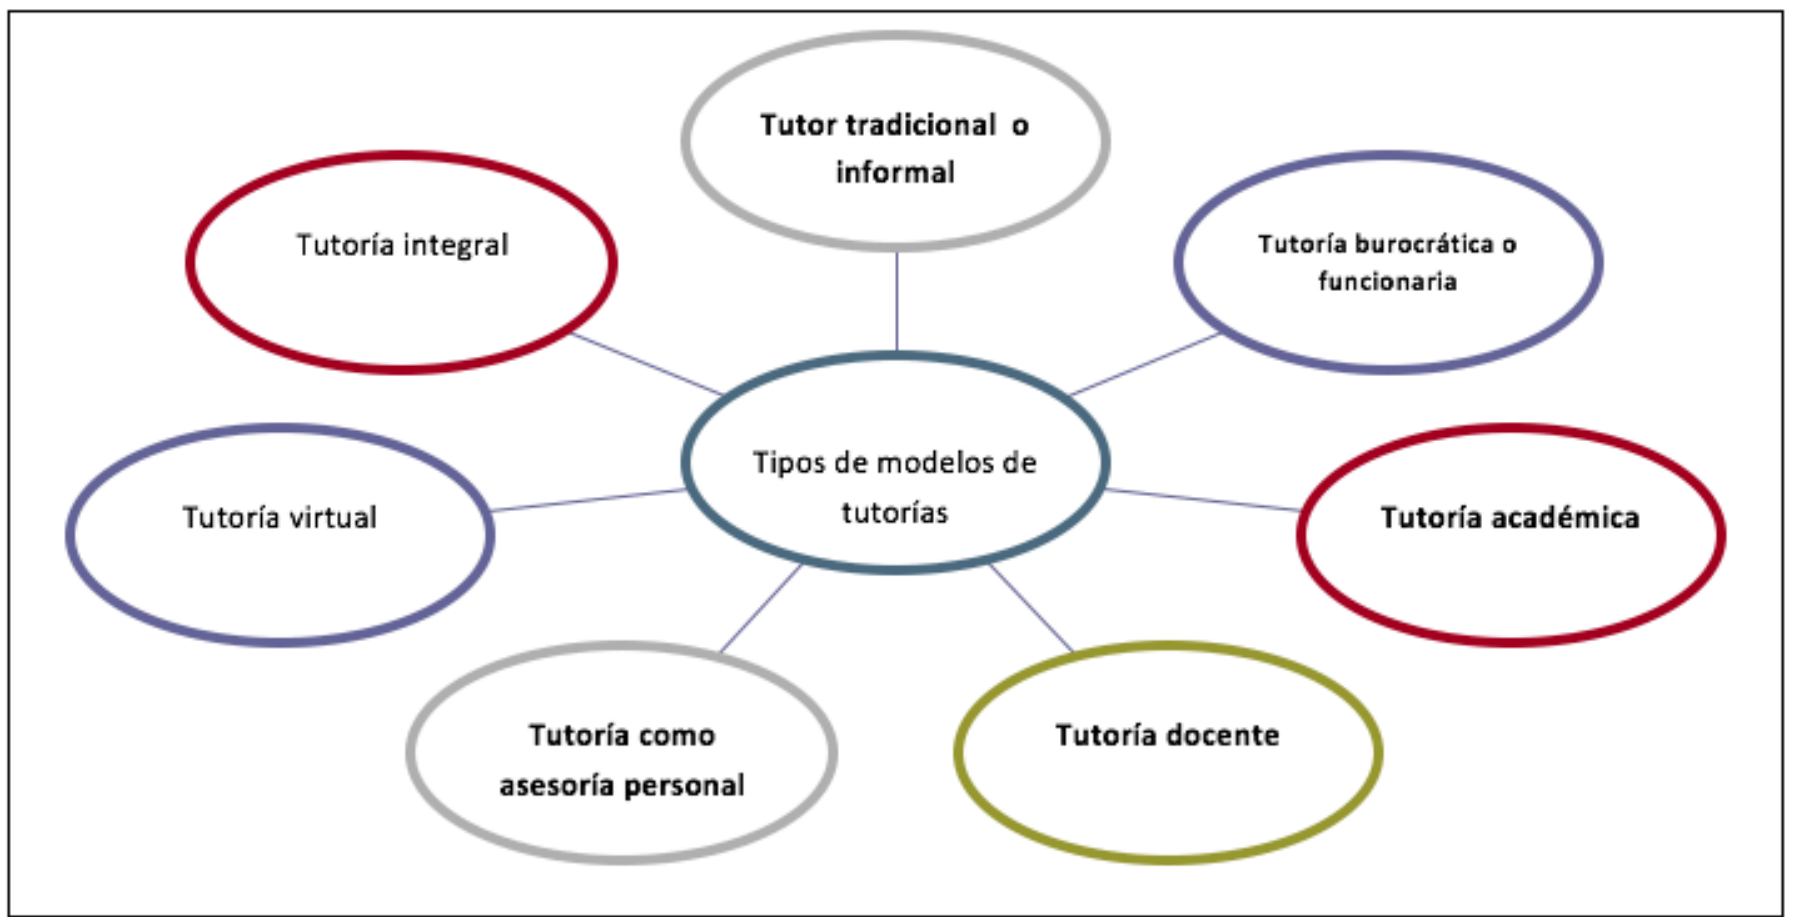 Tutor tradicional o
informal
Tutoría integral
Tutoría burocrática o
funcionaria
Tipos de modelos de
tutorías
Tutoría virtual
Tutoría académica
Tutoría como
asesoría personal
Tutoría docente